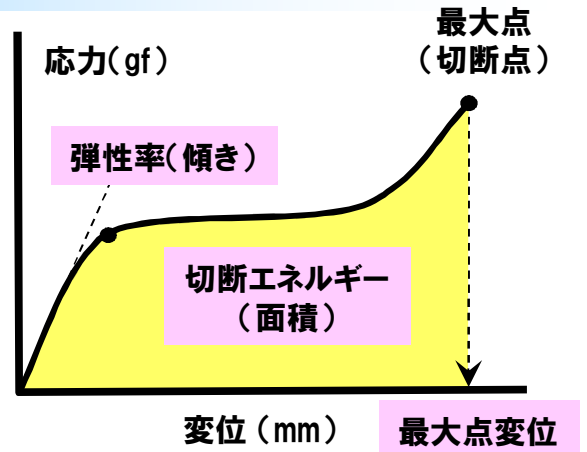 最大点
（切断点）
応力(gf)
弾性率(傾き)
切断エネルギー
（面積）
変位（mm）
最大点変位